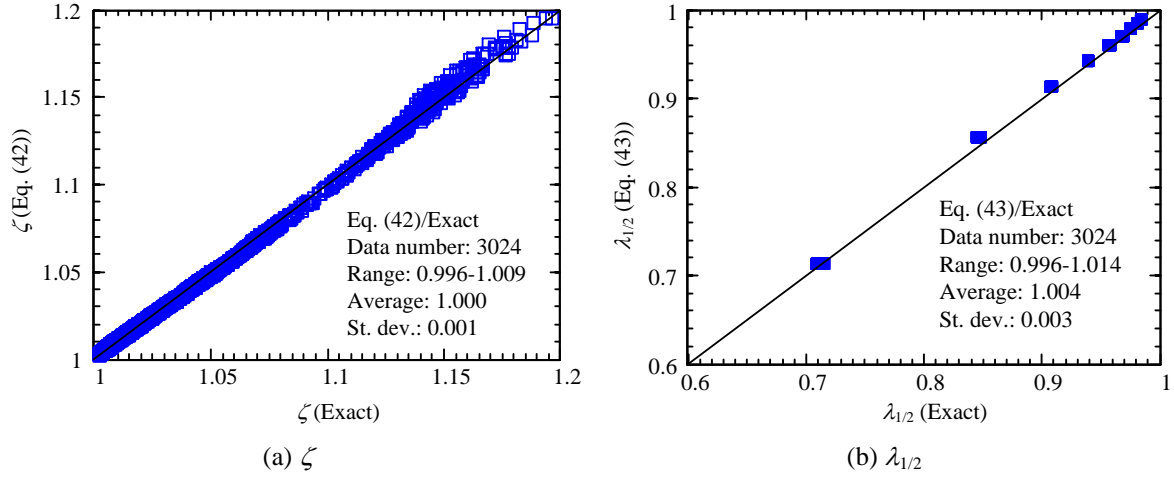 1.2
1.15
1.1
1.05
1
ζ (Eq. (42))
Eq. (42)/Exact
Data number: 3024
Range: 0.996-1.009
Average: 1.000
St. dev.: 0.001
1 1.05 1.1 1.15 1.2
ζ (Exact)
(a) ζ
1
0.9
0.8
0.7
0.6
λ1/2 (Eq. (43))
Eq. (43)/Exact
Data number: 3024
Range: 0.996-1.014
Average: 1.004
St. dev.: 0.003
0.6 0.7 0.8 0.9 1
λ1/2 (Exact)
(b) λ1/2